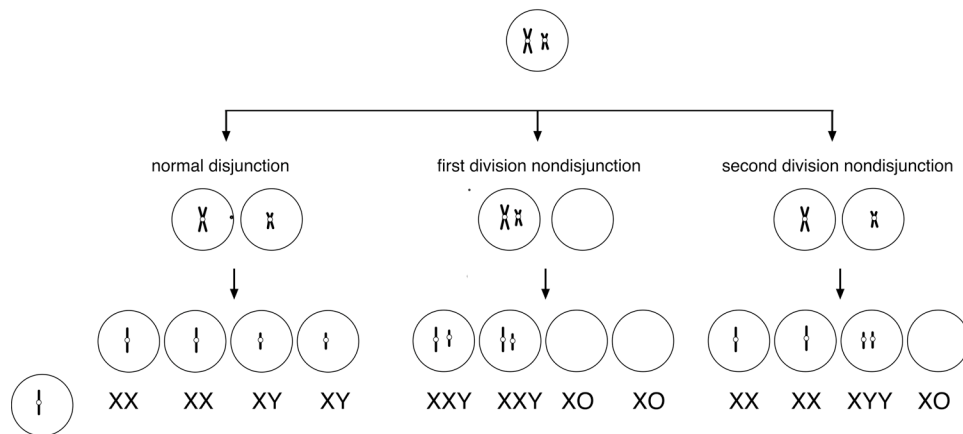 normal disjunction
first division nondisjunction
second division nondisjunction
XX XX XY XY XXY XXY XO XO XX XX XYY XO